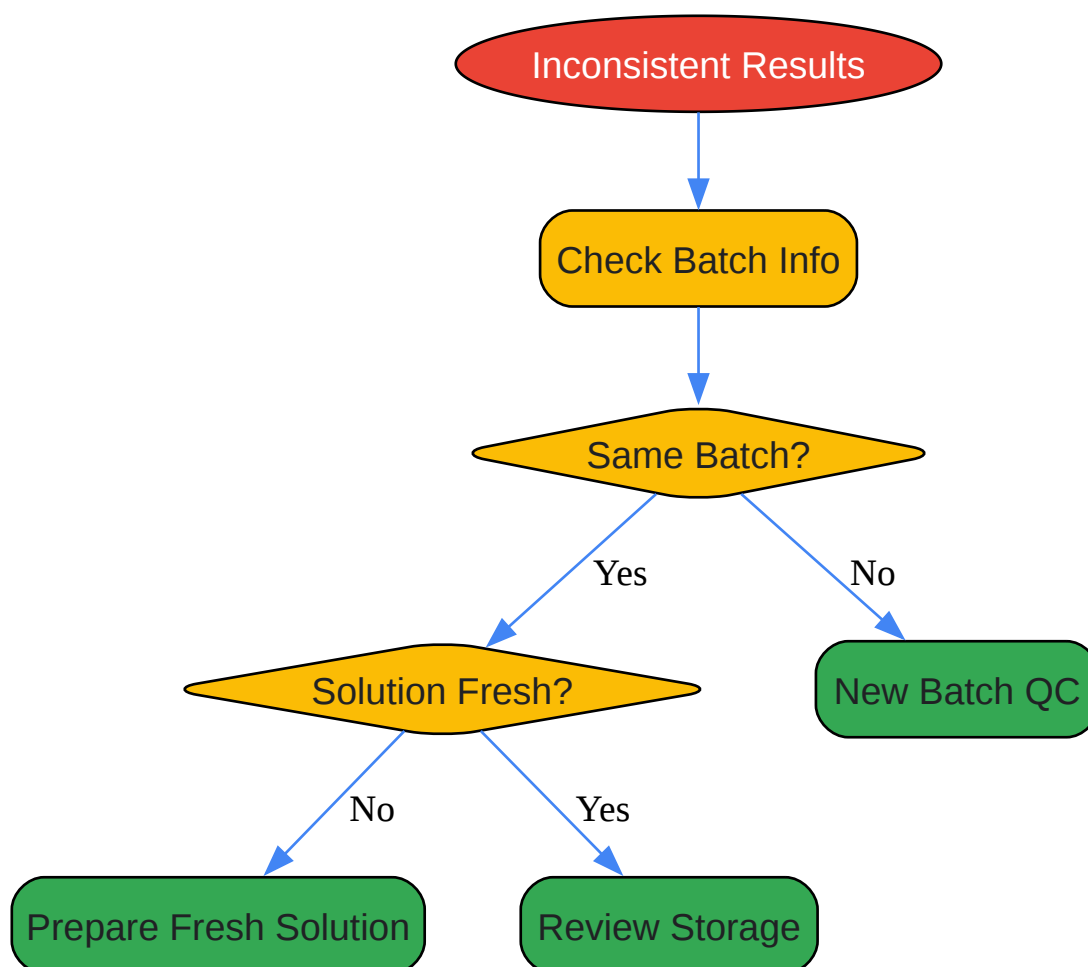 Inconsistent Results
Check Batch Info
Same Batch?
Yes
No
Solution Fresh?
New Batch QC
No
Yes
Prepare Fresh Solution
Review Storage